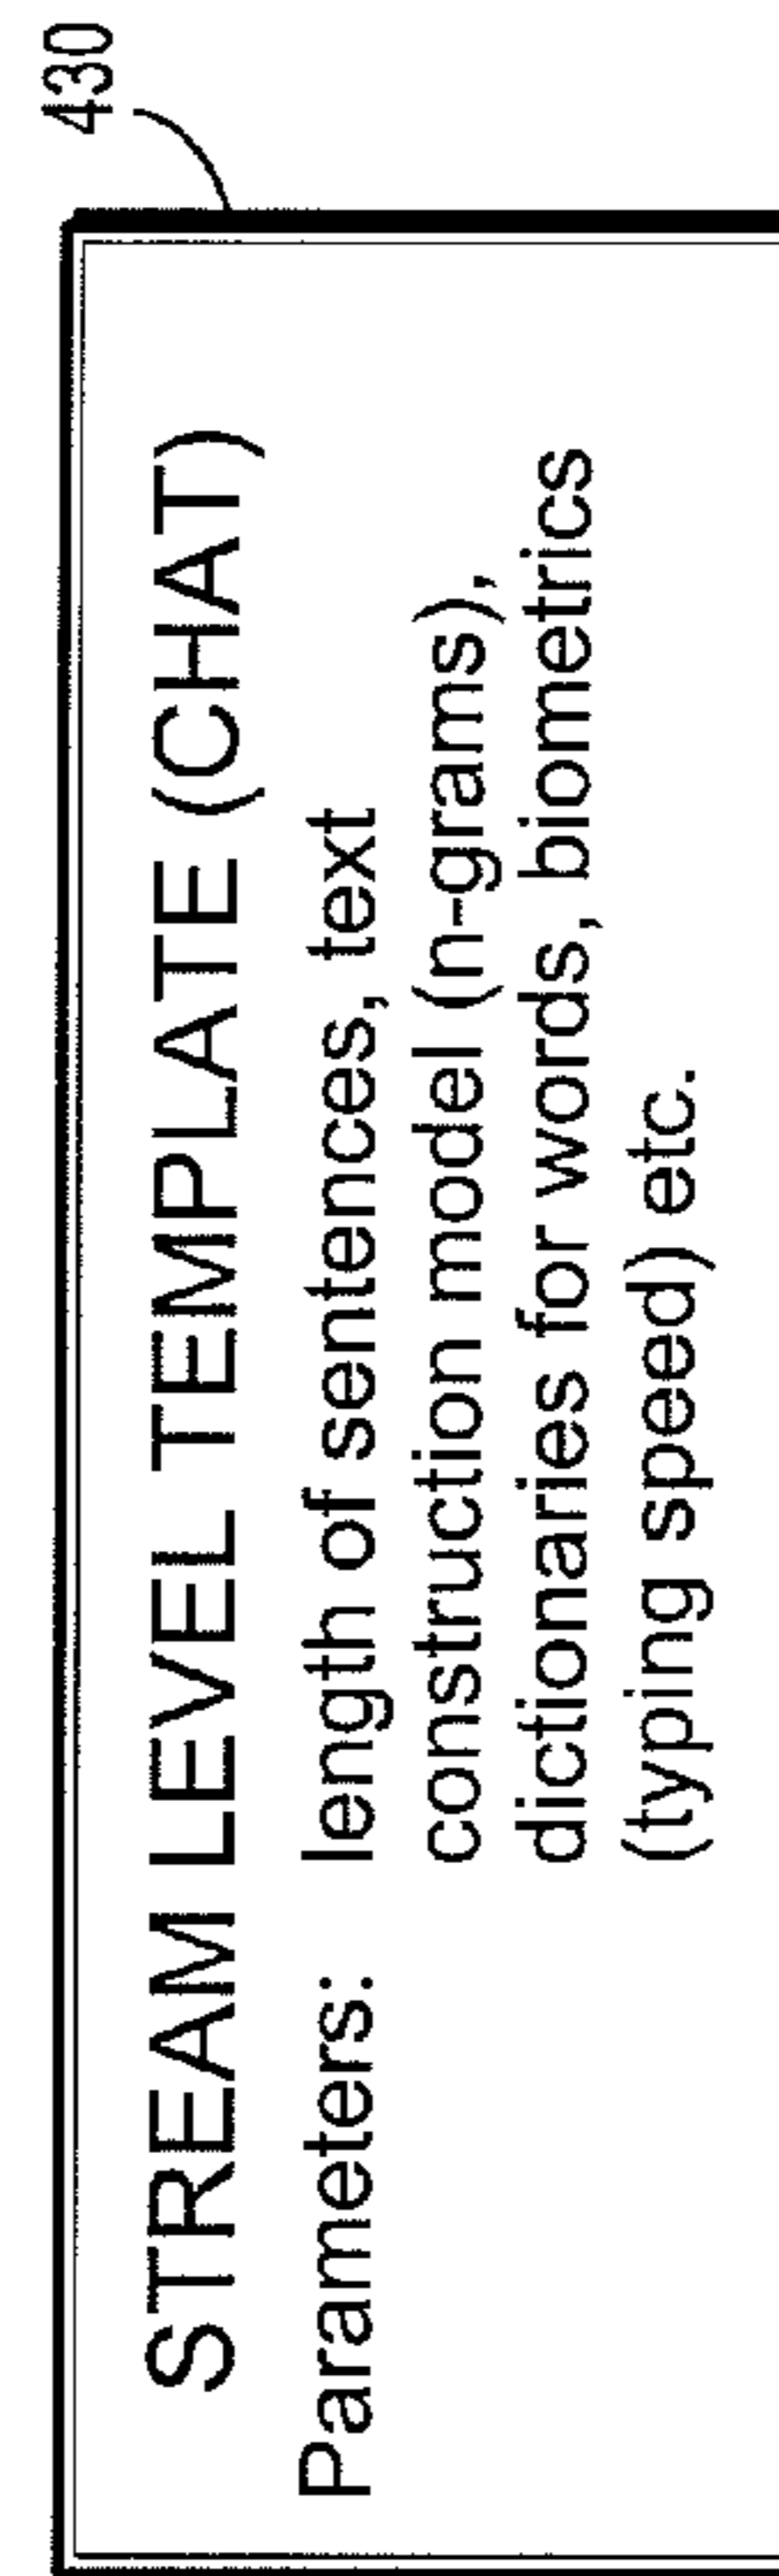 430
STREAM LEVEL TEMPLATE (CHAT)
Parameters: length of sentences, text
construction model (n-grams),
dictionaries for words, biometrics
(typing speed) etc.